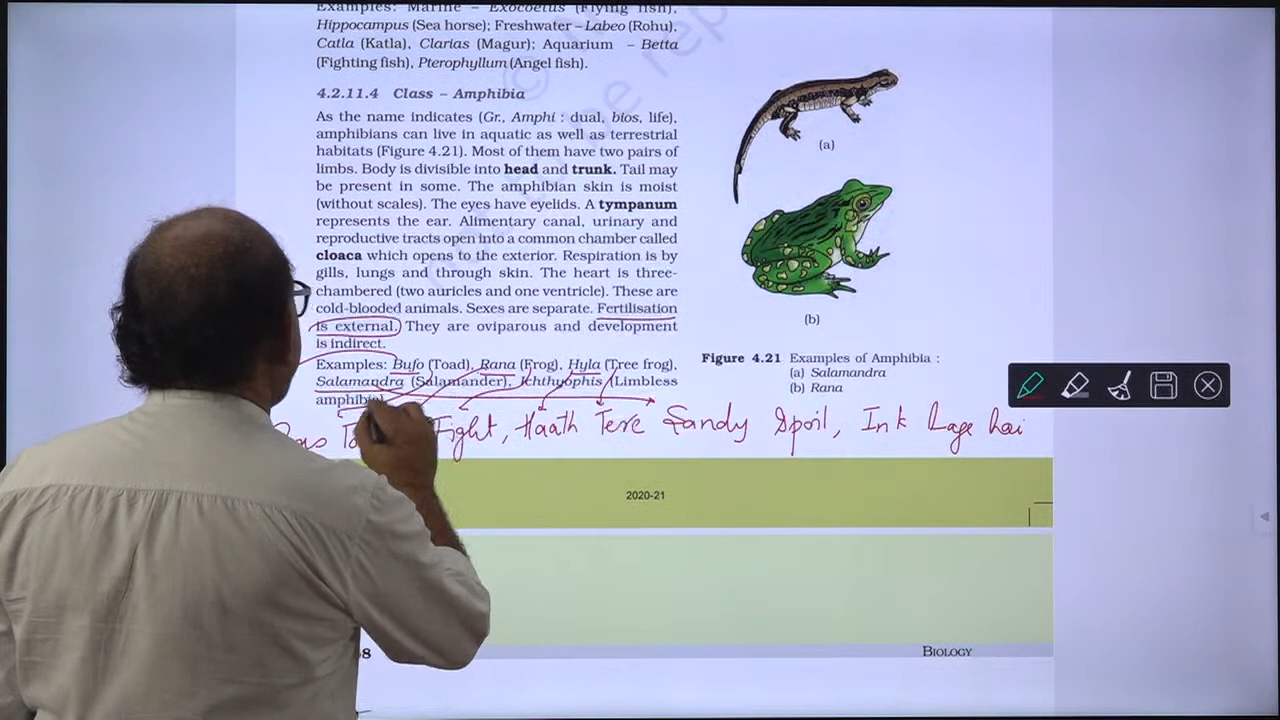 Examples: Marine – Exocoetus (Flying fish),
Hippocampus (Sea horse); Freshwater – Labeo (Rohu),
Catla (Katla), Clarias (Magur); Aquarium – Betta
(Fighting fish), Pterophyllum (Angel fish).
4.2.11.4 Class – Amphibia
As the name indicates (Gr., Amphi : dual, bios, life),
amphibians can live in aquatic as well as terrestrial
habitats (Figure 4.21). Most of them have two pairs of
limbs. Body is divisible into head and trunk. Tail may
be present in some. The amphibian skin is moist
(without scales). The eyes have eyelids. A tympanum
represents the ear. Alimentary canal, urinary and
reproductive tracts open into a common chamber called
cloaca which opens to the exterior. Respiration is by
gills, lungs and through skin. The heart is three-
chambered (two auricles and one ventricle). These are
cold-blooded animals. Sexes are separate. Fertilisation
is external. They are oviparous and development
is indirect.
Examples: Bufo (Toad), Rana (Frog), Hyla (Tree frog),
Salamandra (Salamander), Ichthyophis (Limbless
(a)
(b)
Figure 4.21 Examples of Amphibia :
(a) Salamandra
(b) Rana
Fight, Haath Tere Sandy Spoil, Ink Lage hai
2020-21
8
BIOLOGY